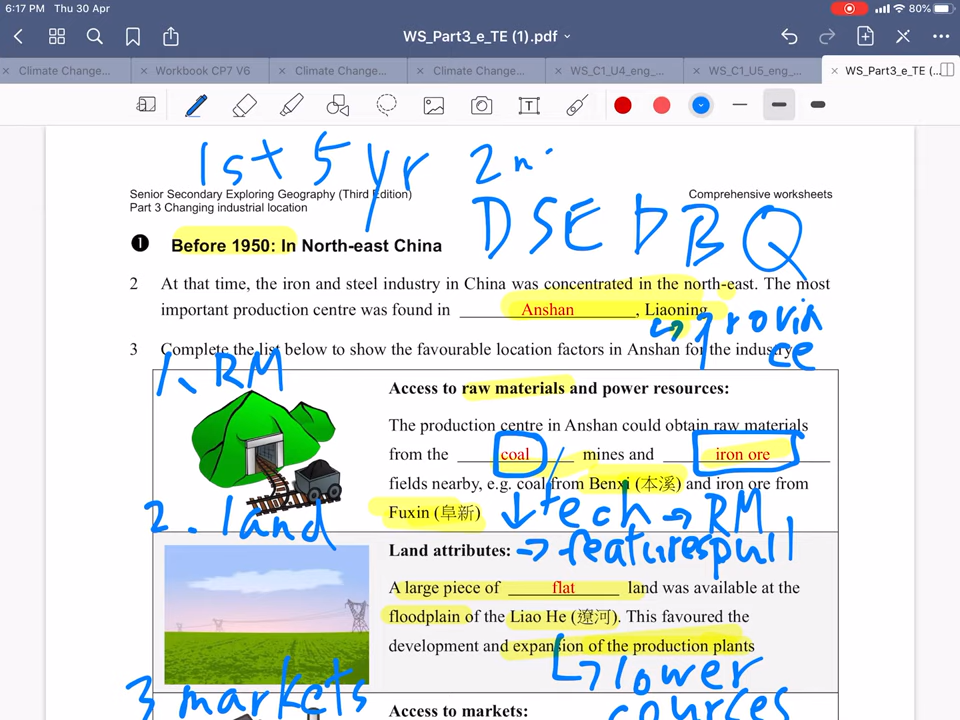 6:17 PM Thu 30 Apr
80%
WS_Part3_e_TE (1).pdf
Climate Change...
Workbook CP7 V6
Climate Change...
Climate Change...
WS_C1_U4_eng_...
WS_C1_U5_eng_...
WS_Part3_e_TE (...
1st 5 yr 2n
Senior Secondary Exploring Geography (Third Edition)
Comprehensive worksheets
Part 3 Changing industrial location
DSE DBQ
1 Before 1950: In North-east China
2 At that time, the iron and steel industry in China was concentrated in the north-east. The most
important production centre was found in Anshan, Liaoning.
↳ province
3 Complete the list below to show the favourable location factors in Anshan for the industry.
1、RM
Access to raw materials and power resources:
The production centre in Anshan could obtain raw materials
from the coal mines and iron ore
fields nearby, e.g. coal from Benxi (本溪) and iron ore from
Fuxin (阜新)
↓ tech → RM
2. land
Land attributes: → features pull
A large piece of flat land was available at the
floodplain of the Liao He (遼河). This favoured the
development and expansion of the production plants
↳ lower
courses
3 markets
Access to markets: